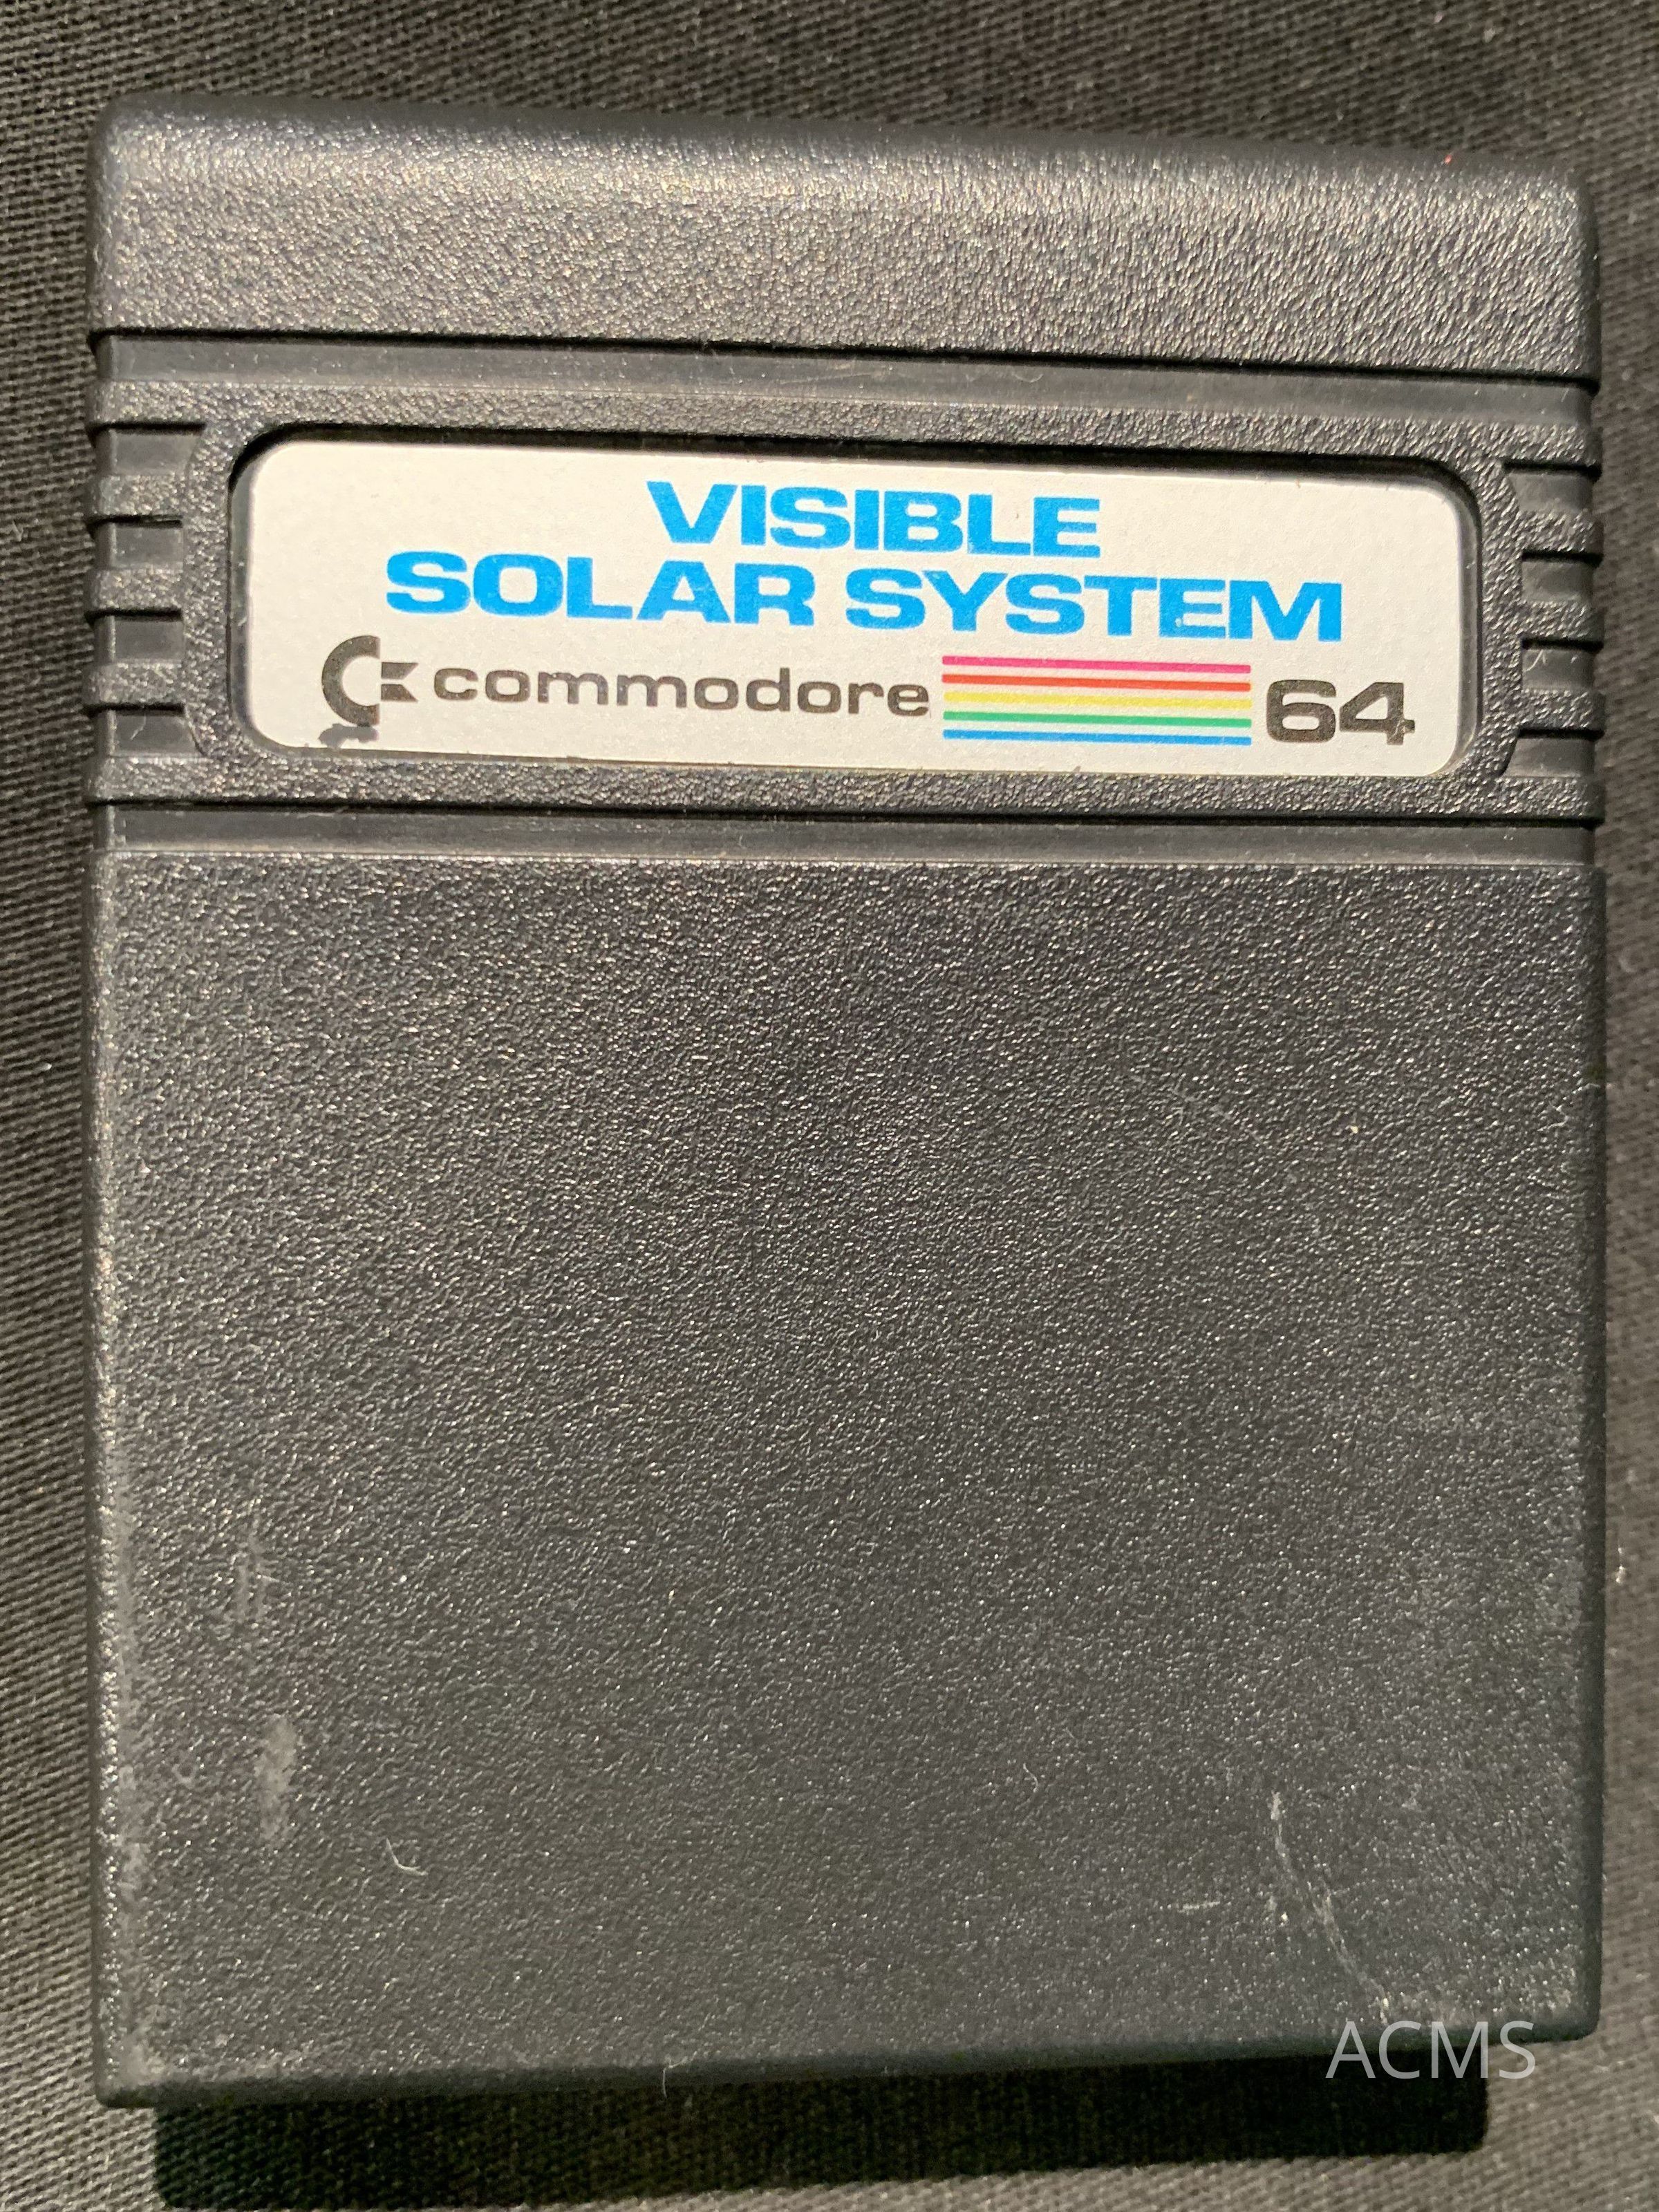 VISIBLE
SOLAR SYSTEM
commodore 64
ACMS